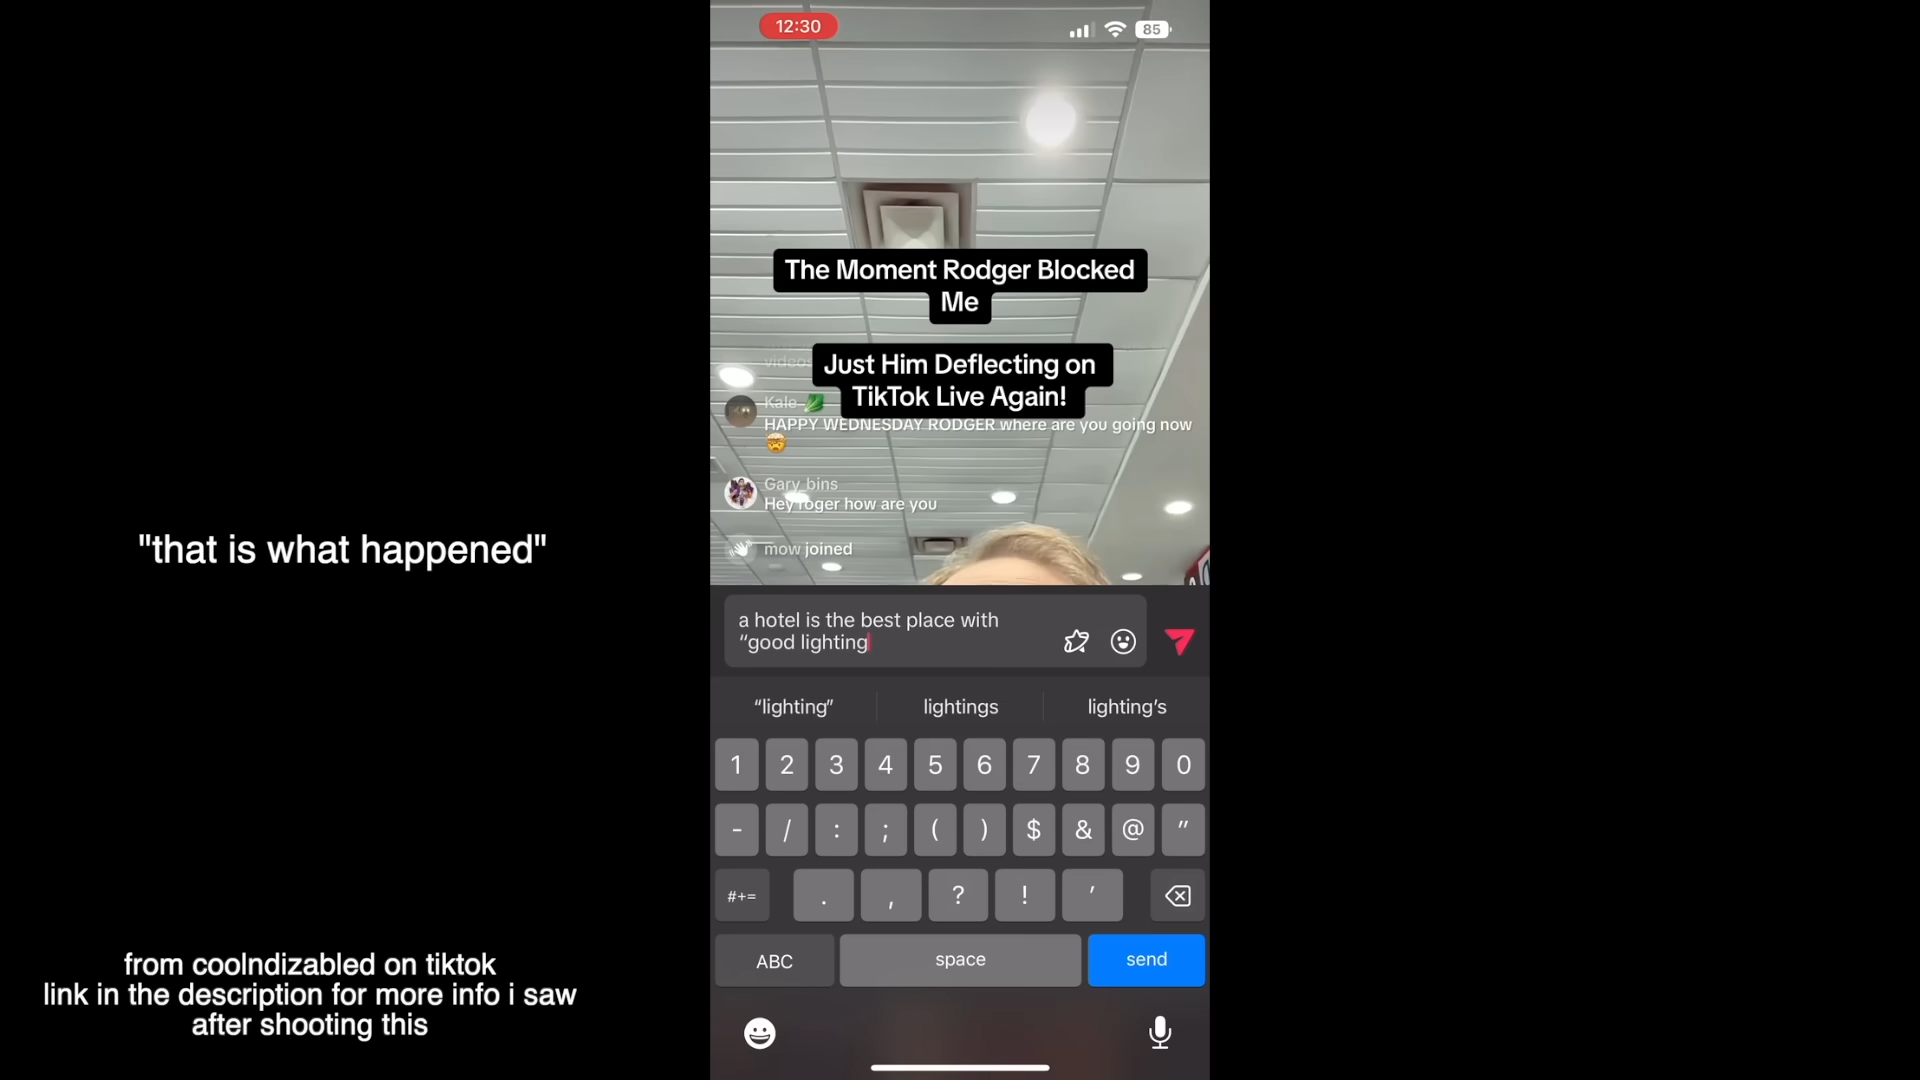 12:30
85
The Moment Rodger Blocked
Me
Just Him Deflecting on
TikTok Live Again!
videos
Kale 🥬
HAPPY WEDNESDAY RODGER where are you going now
🤯
Gary_bins
Hey roger how are you
mow joined
"that is what happened"
a hotel is the best place with
“good lighting
“lighting”
lightings
lighting’s
1 2 3 4 5 6 7 8 9 0
- / : ; ( ) $ & @ "
#+= . , ? ! '
ABC space send
from coolndizabled on tiktok
link in the description for more info i saw
after shooting this